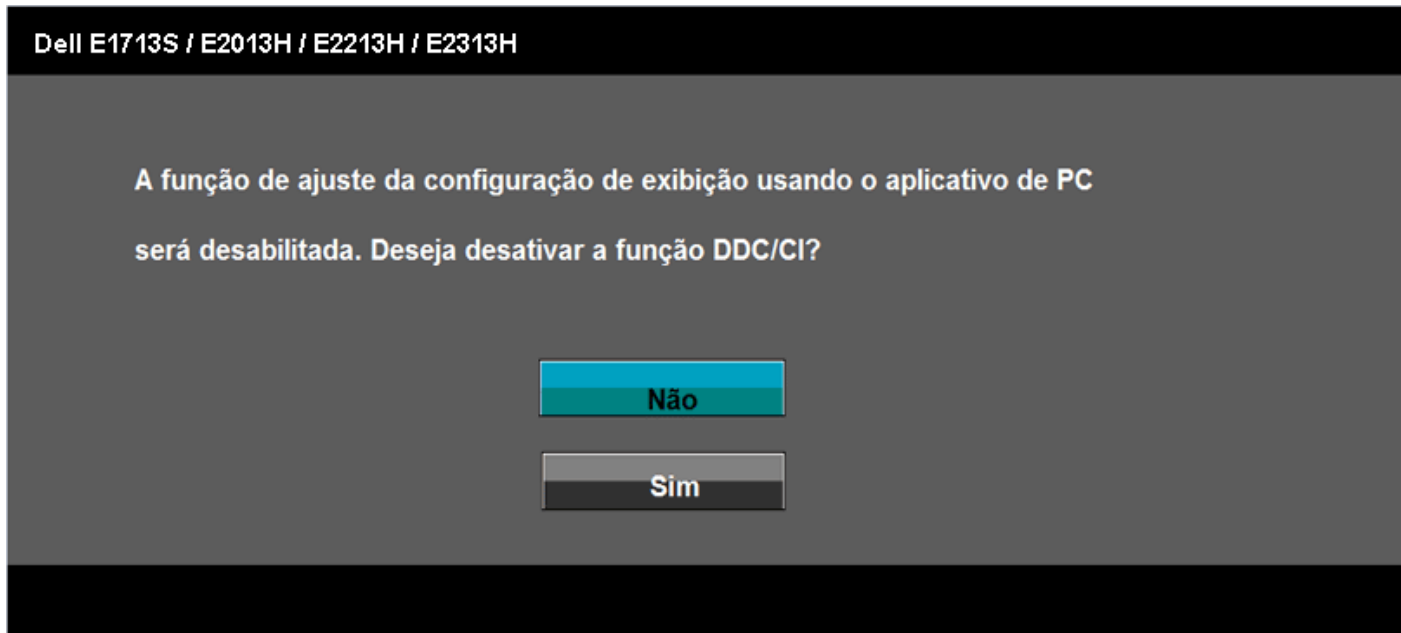 Dell E1713S / E2013H / E2213H / E2313H
A função de ajuste da configuração de exibição usando o aplicativo de PC
será desabilitada. Deseja desativar a função DDC/CI?
Não
Sim